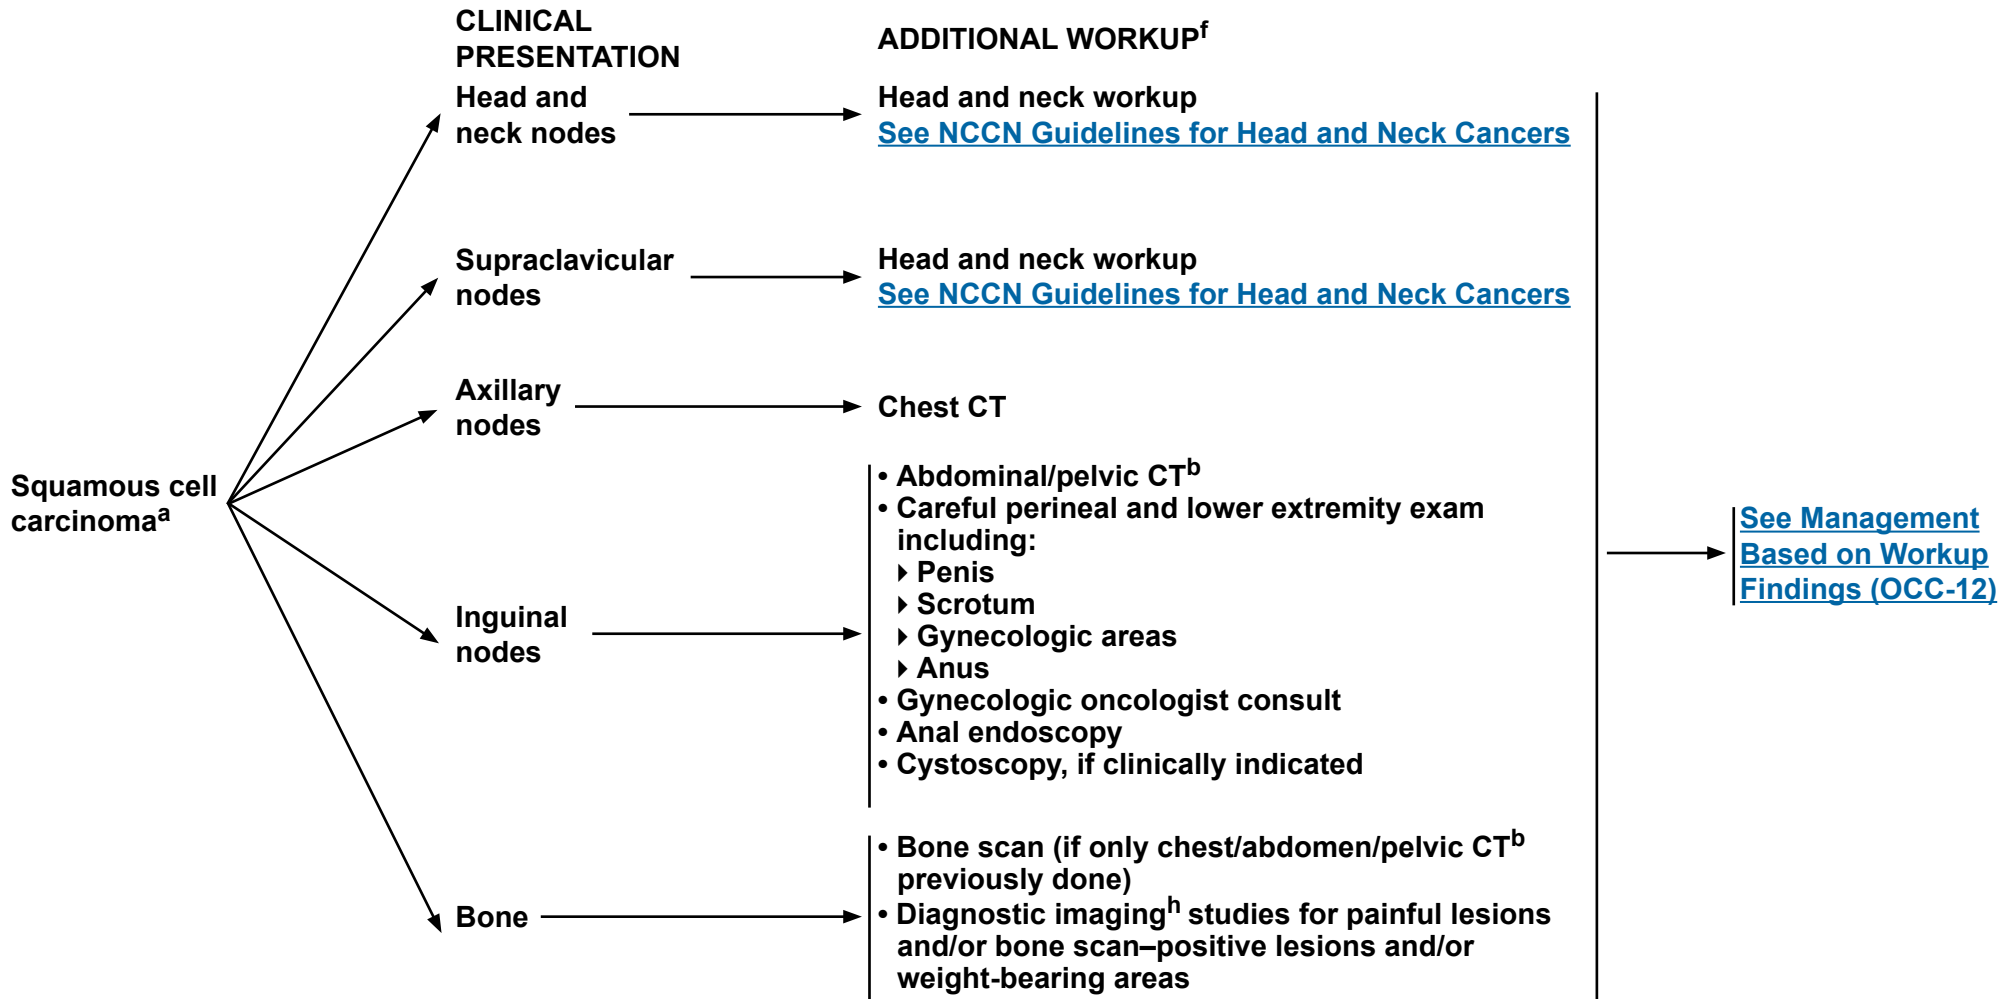 CLINICAL
PRESENTATION
ADDITIONAL WORKUPf
Head and
neck nodes
Head and neck workup
See NCCN Guidelines for Head and Neck Cancers
Supraclavicular
nodes
Head and neck workup
See NCCN Guidelines for Head and Neck Cancers
Axillary
nodes
Chest CT
Squamous cell
carcinomaa
Inguinal
nodes
• Abdominal/pelvic CTb
• Careful perineal and lower extremity exam
including:
▸ Penis
▸ Scrotum
▸ Gynecologic areas
▸ Anus
• Gynecologic oncologist consult
• Anal endoscopy
• Cystoscopy, if clinically indicated
Bone
• Bone scan (if only chest/abdomen/pelvic CTb
previously done)
• Diagnostic imagingh studies for painful lesions
and/or bone scan–positive lesions and/or
weight-bearing areas
See Management
Based on Workup
Findings (OCC-12)